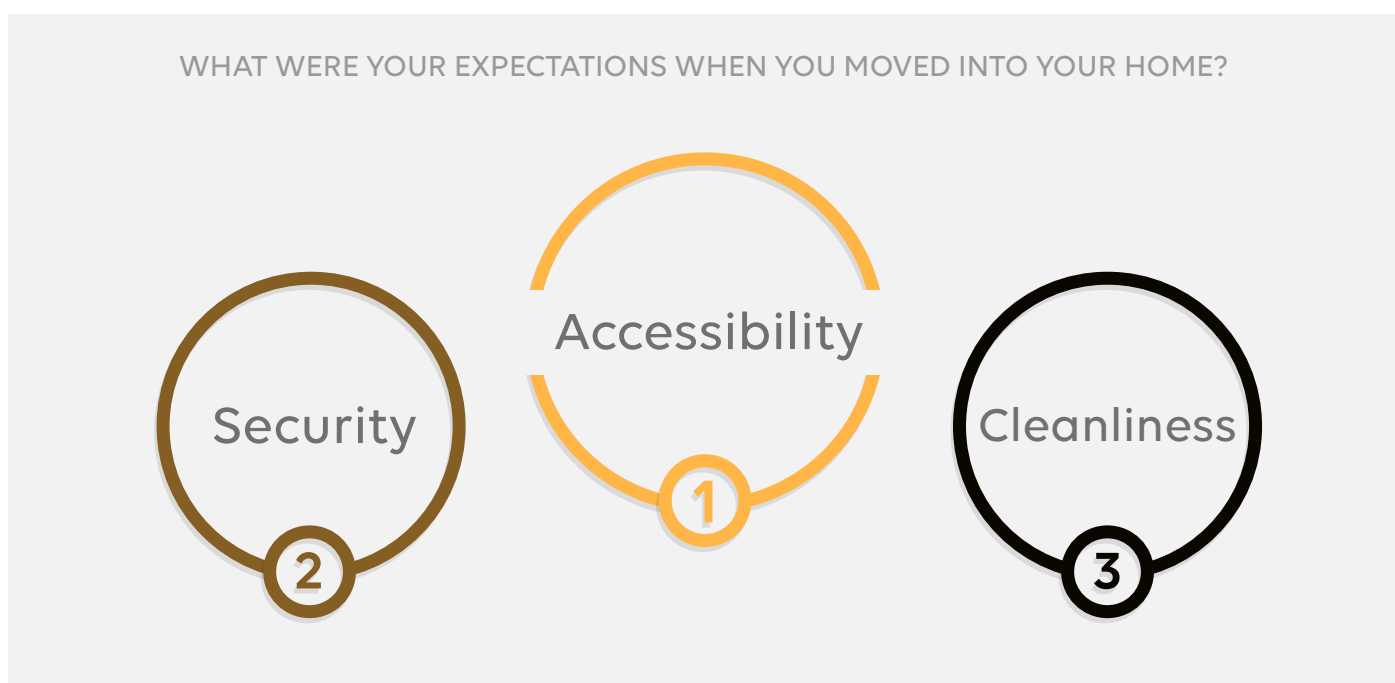 WHAT WERE YOUR EXPECTATIONS WHEN YOU MOVED INTO YOUR HOME?
Security
2
Accessibility
1
Cleanliness
3